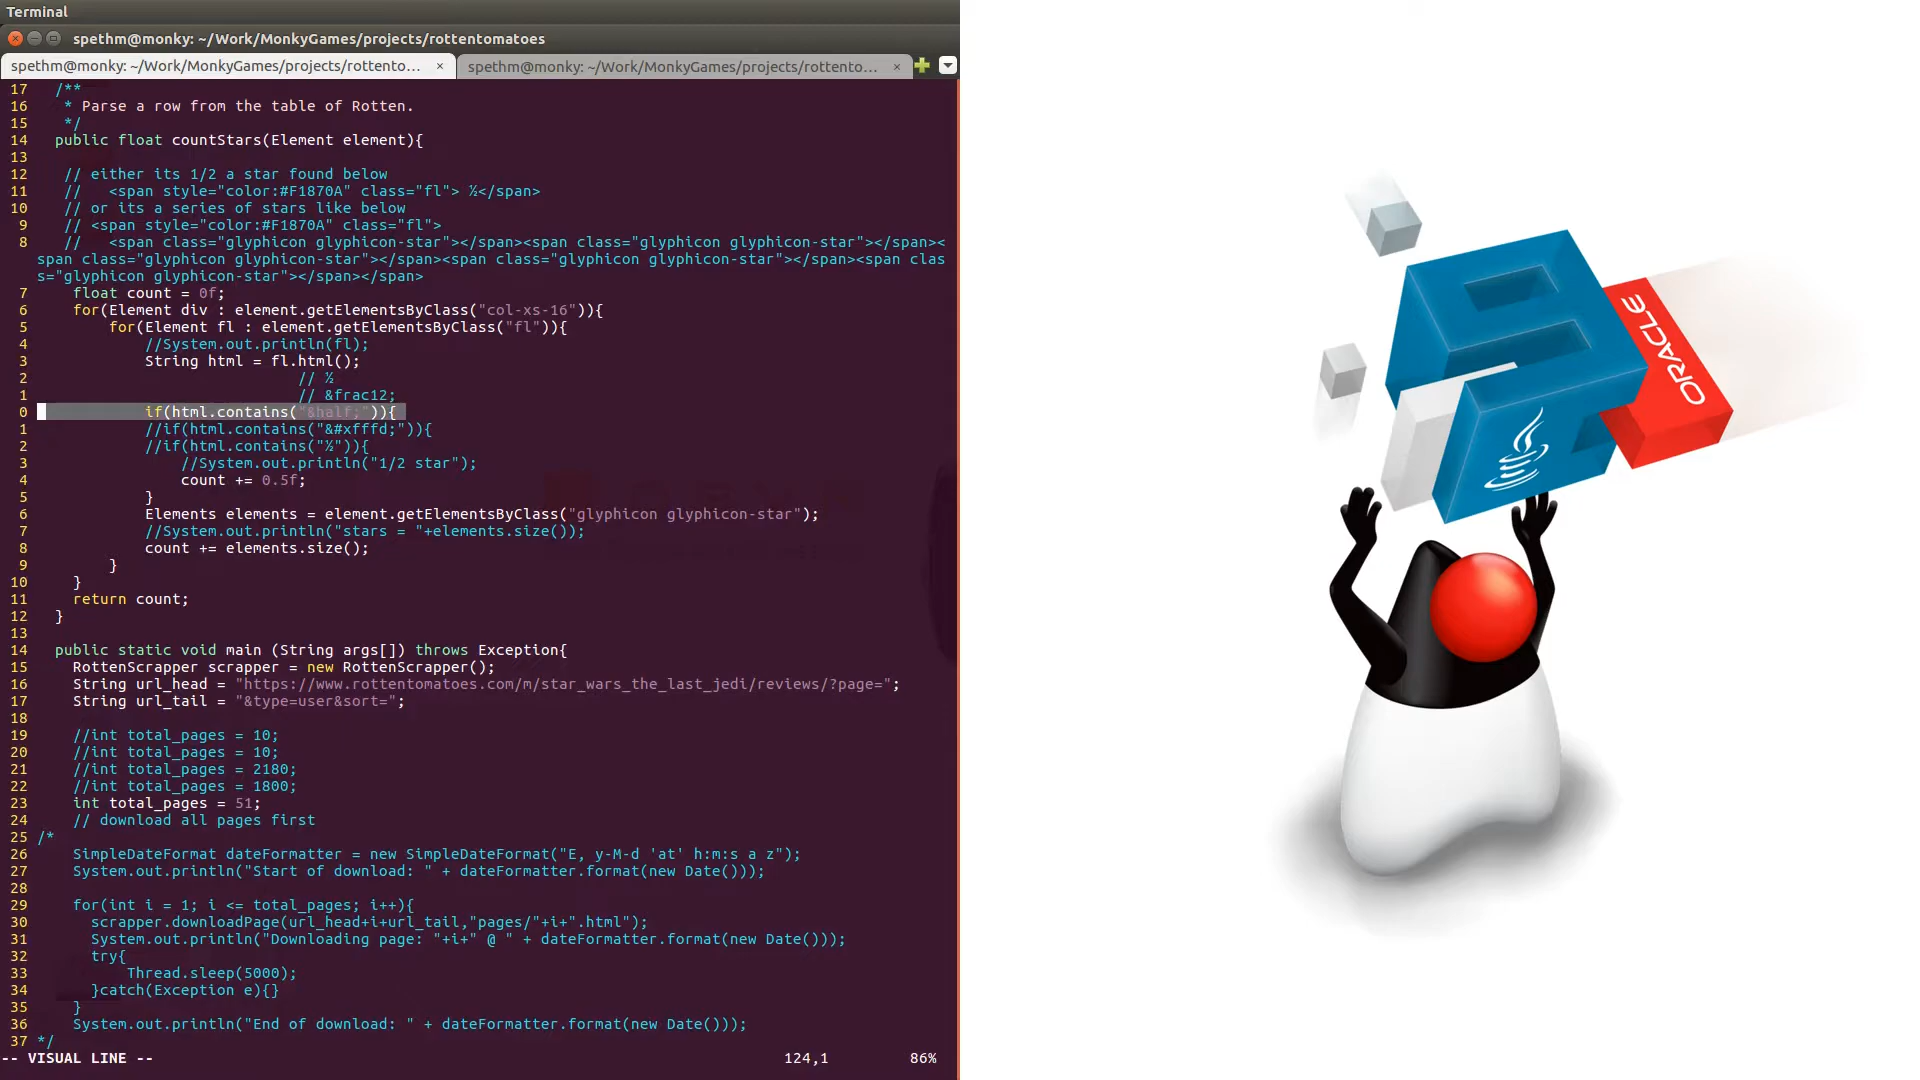 Terminal
spethm@monky: ~/Work/MonkyGames/projects/rottentomatoes
spethm@monky: ~/Work/MonkyGames/projects/rottento... × spethm@monky: ~/Work/MonkyGames/projects/rottento... ×
17   /**
16    * Parse a row from the table of Rotten.
15    */
14   public float countStars(Element element){
13
12    // either its 1/2 a star found below
11    //   <span style="color:#F1870A" class="fl"> ½</span>
10    // or its a series of stars like below
9    // <span style="color:#F1870A" class="fl">
8    //   <span class="glyphicon glyphicon-star"></span><span class="glyphicon glyphicon-star"></span><
span class="glyphicon glyphicon-star"></span><span class="glyphicon glyphicon-star"></span><span clas
s="glyphicon glyphicon-star"></span></span>
7     float count = 0f;
6     for(Element div : element.getElementsByClass("col-xs-16")){
5         for(Element fl : element.getElementsByClass("fl")){
4             //System.out.println(fl);
3             String html = fl.html();
2                              // ½
1                              // &frac12;
0             if(html.contains("&half;")){
1             //if(html.contains("&#xfffd;")){
2             //if(html.contains("½")){
3                 //System.out.println("1/2 star");
4                 count += 0.5f;
5             }
6             Elements elements = element.getElementsByClass("glyphicon glyphicon-star");
7             //System.out.println("stars = "+elements.size());
8             count += elements.size();
9         }
10     }
11     return count;
12   }
13
14   public static void main (String args[]) throws Exception{
15     RottenScrapper scrapper = new RottenScrapper();
16     String url_head = "https://www.rottentomatoes.com/m/star_wars_the_last_jedi/reviews/?page=";
17     String url_tail = "&type=user&sort=";
18
19     //int total_pages = 10;
20     //int total_pages = 10;
21     //int total_pages = 2180;
22     //int total_pages = 1800;
23     int total_pages = 51;
24     // download all pages first
25 /*
26     SimpleDateFormat dateFormatter = new SimpleDateFormat("E, y-M-d 'at' h:m:s a z");
27     System.out.println("Start of download: " + dateFormatter.format(new Date()));
28
29     for(int i = 1; i <= total_pages; i++){
30       scrapper.downloadPage(url_head+i+url_tail,"pages/"+i+".html");
31       System.out.println("Downloading page: "+i+" @ " + dateFormatter.format(new Date()));
32       try{
33           Thread.sleep(5000);
34       }catch(Exception e){}
35     }
36     System.out.println("End of download: " + dateFormatter.format(new Date()));
37 */
-- VISUAL LINE -- 124,1 86%
ORACLE